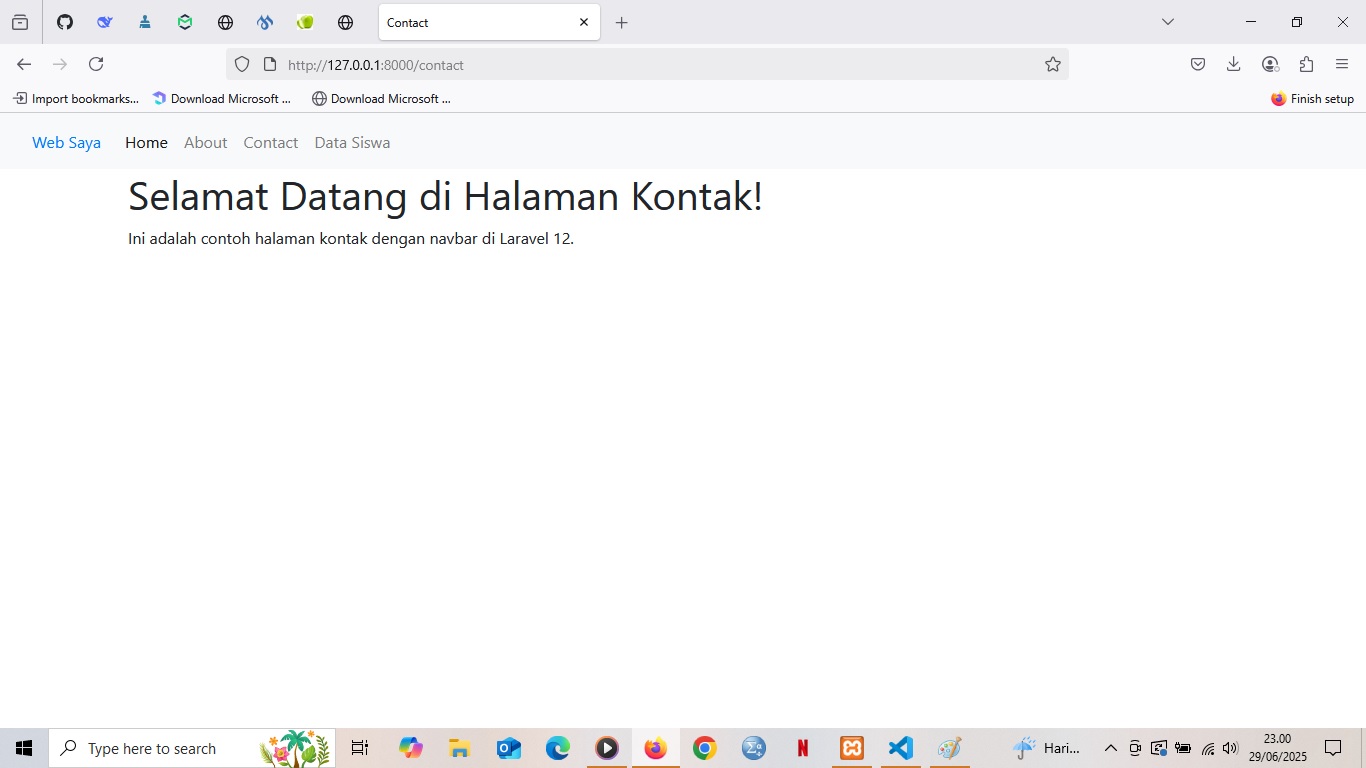 Contact
http://127.0.0.1:8000/contact
Import bookmarks... Download Microsoft ... Download Microsoft ... Finish setup
Web Saya Home About Contact Data Siswa
Selamat Datang di Halaman Kontak!
Ini adalah contoh halaman kontak dengan navbar di Laravel 12.
Type here to search
Hari...
23.00
29/06/2025